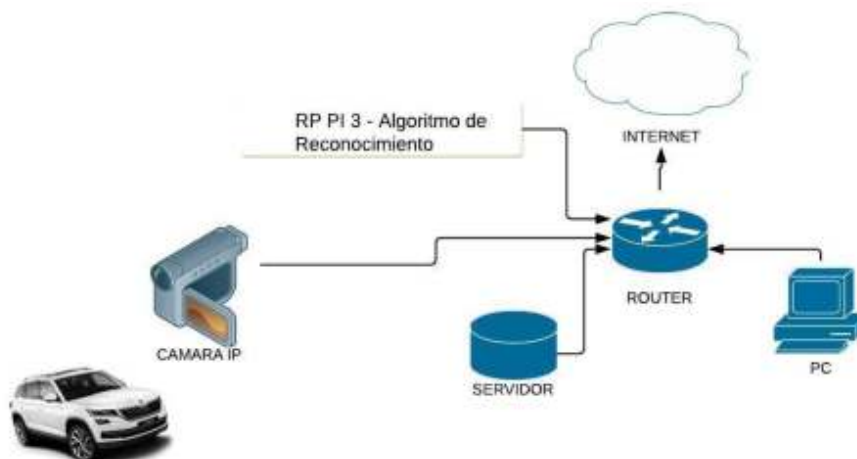 RP PI 3 - Algoritmo de
Reconocimiento
INTERNET
ROUTER
CAMARA IP
SERVIDOR
PC